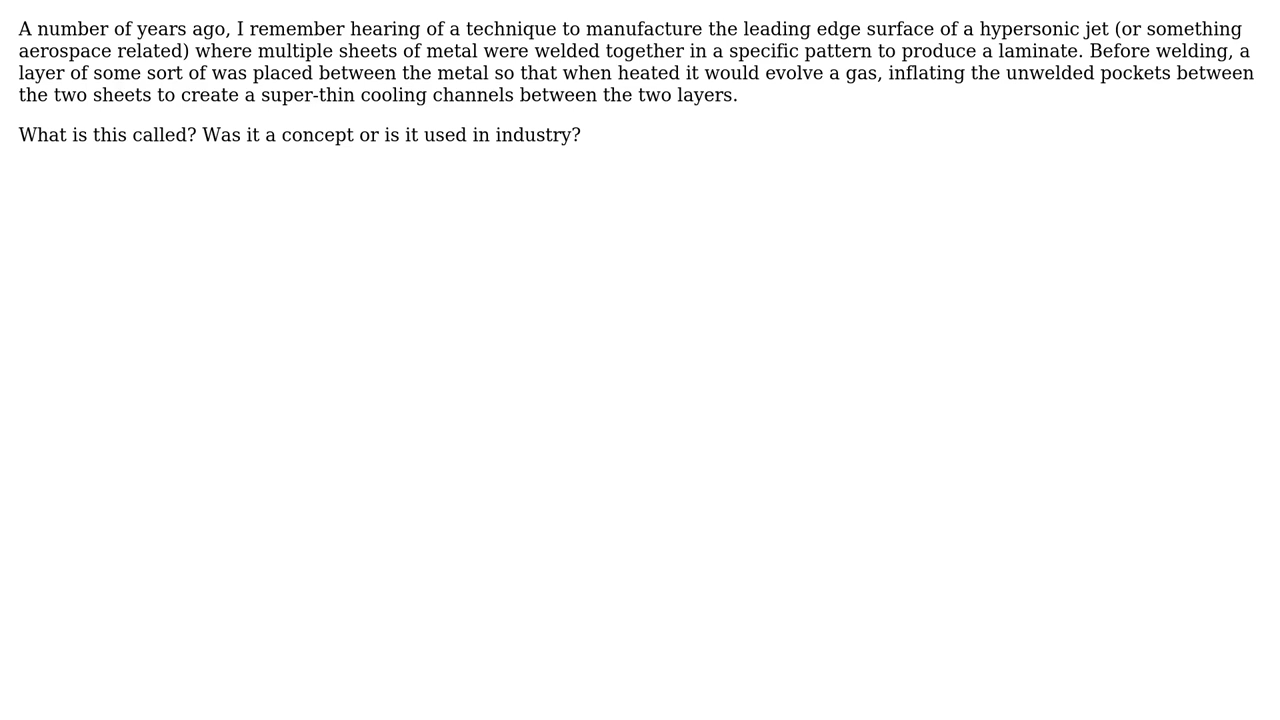 A number of years ago, I remember hearing of a technique to manufacture the leading edge surface of a hypersonic jet (or something
aerospace related) where multiple sheets of metal were welded together in a specific pattern to produce a laminate. Before welding, a
layer of some sort of was placed between the metal so that when heated it would evolve a gas, inflating the unwelded pockets between
the two sheets to create a super-thin cooling channels between the two layers.
What is this called? Was it a concept or is it used in industry?